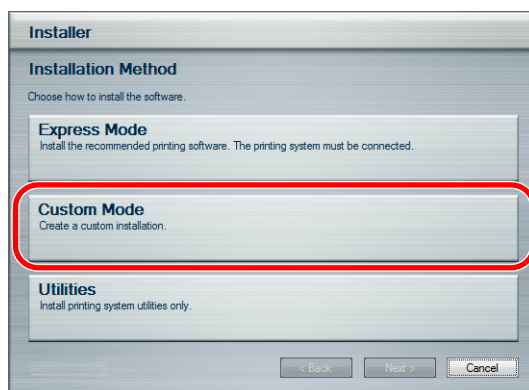 Installer
Installation Method
Choose how to install the software.
Express Mode
Install the recommended printing software. The printing system must be connected.
Custom Mode
Create a custom installation.
Utilities
Install printing system utilities only.
< Back Next > Cancel